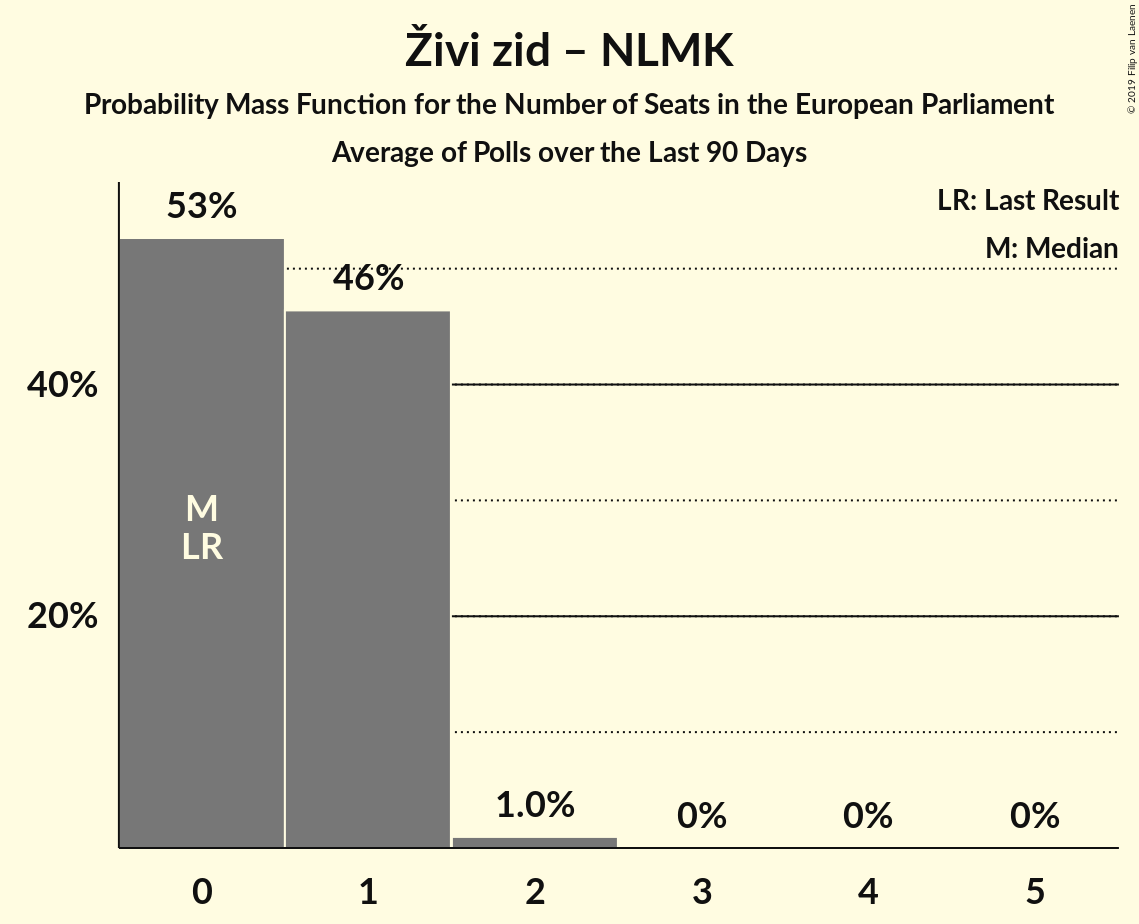 Živi zid – NLMK
Probability Mass Function for the Number of Seats in the European Parliament
Average of Polls over the Last 90 Days
© 2019 Filip van Laenen
LR: Last Result
M: Median
53%
46%
40%
M
LR
20%
1.0%
0%
0%
0%
0
1
2
3
4
5